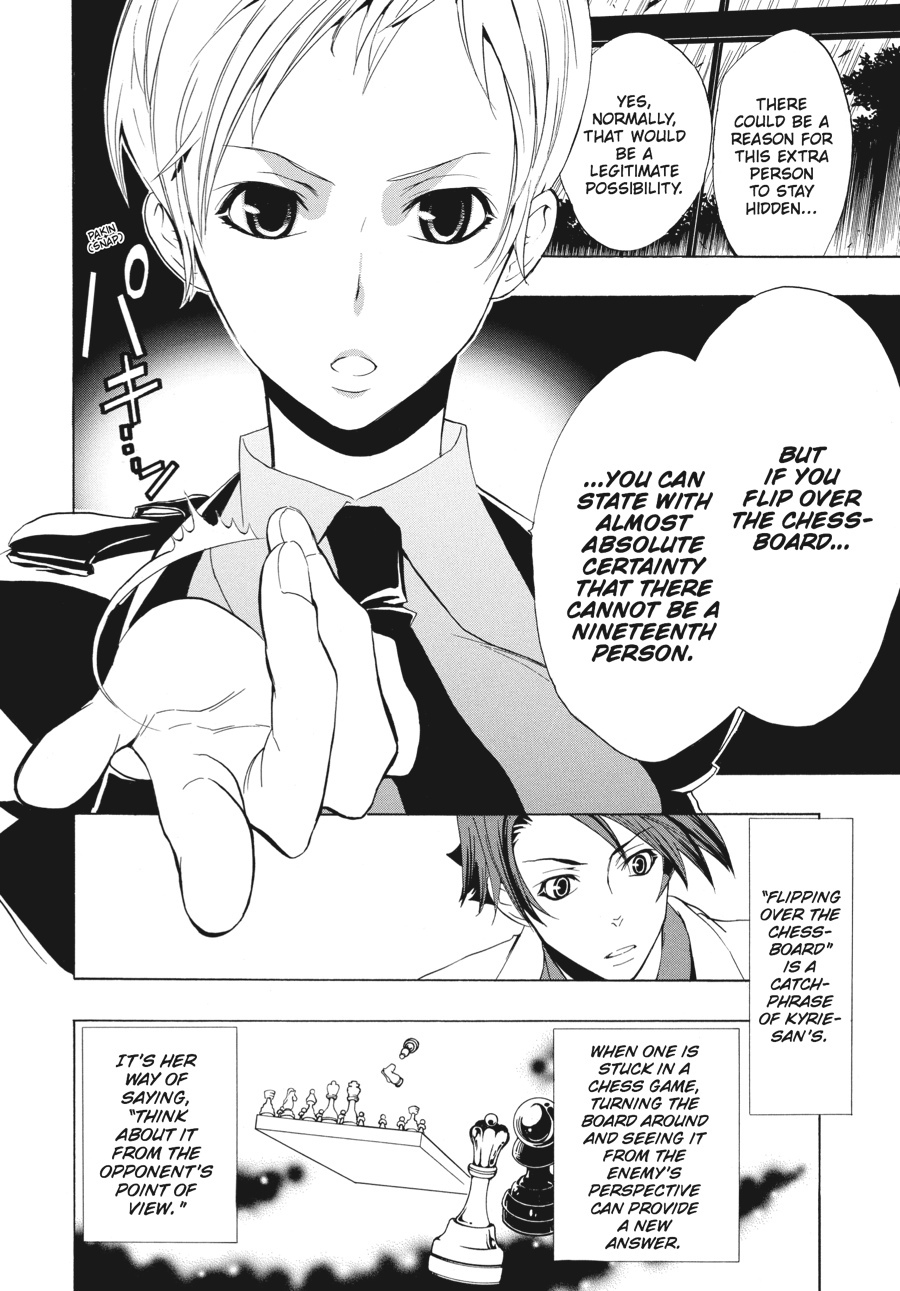 THERE
COULD BE A
REASON FOR
THIS EXTRA
PERSON
TO STAY
HIDDEN...
YES,
NORMALLY,
THAT WOULD
BE A
LEGITIMATE
POSSIBILITY.
PAKIN
(SNAP)
パキ...ン
BUT
IF YOU
FLIP OVER
THE CHESS-
BOARD...
...YOU CAN
STATE WITH
ALMOST
ABSOLUTE
CERTAINTY
THAT THERE
CANNOT BE A
NINETEENTH
PERSON.
"FLIPPING
OVER THE
CHESS-
BOARD"
IS A
CATCH-
PHRASE
OF KYRIE-
SAN'S.
WHEN ONE IS
STUCK IN A
CHESS GAME,
TURNING THE
BOARD AROUND
AND SEEING IT
FROM THE
ENEMY'S
PERSPECTIVE
CAN PROVIDE
A NEW
ANSWER.
IT'S HER
WAY OF
SAYING,
"THINK
ABOUT IT
FROM THE
OPPONENT'S
POINT OF
VIEW."